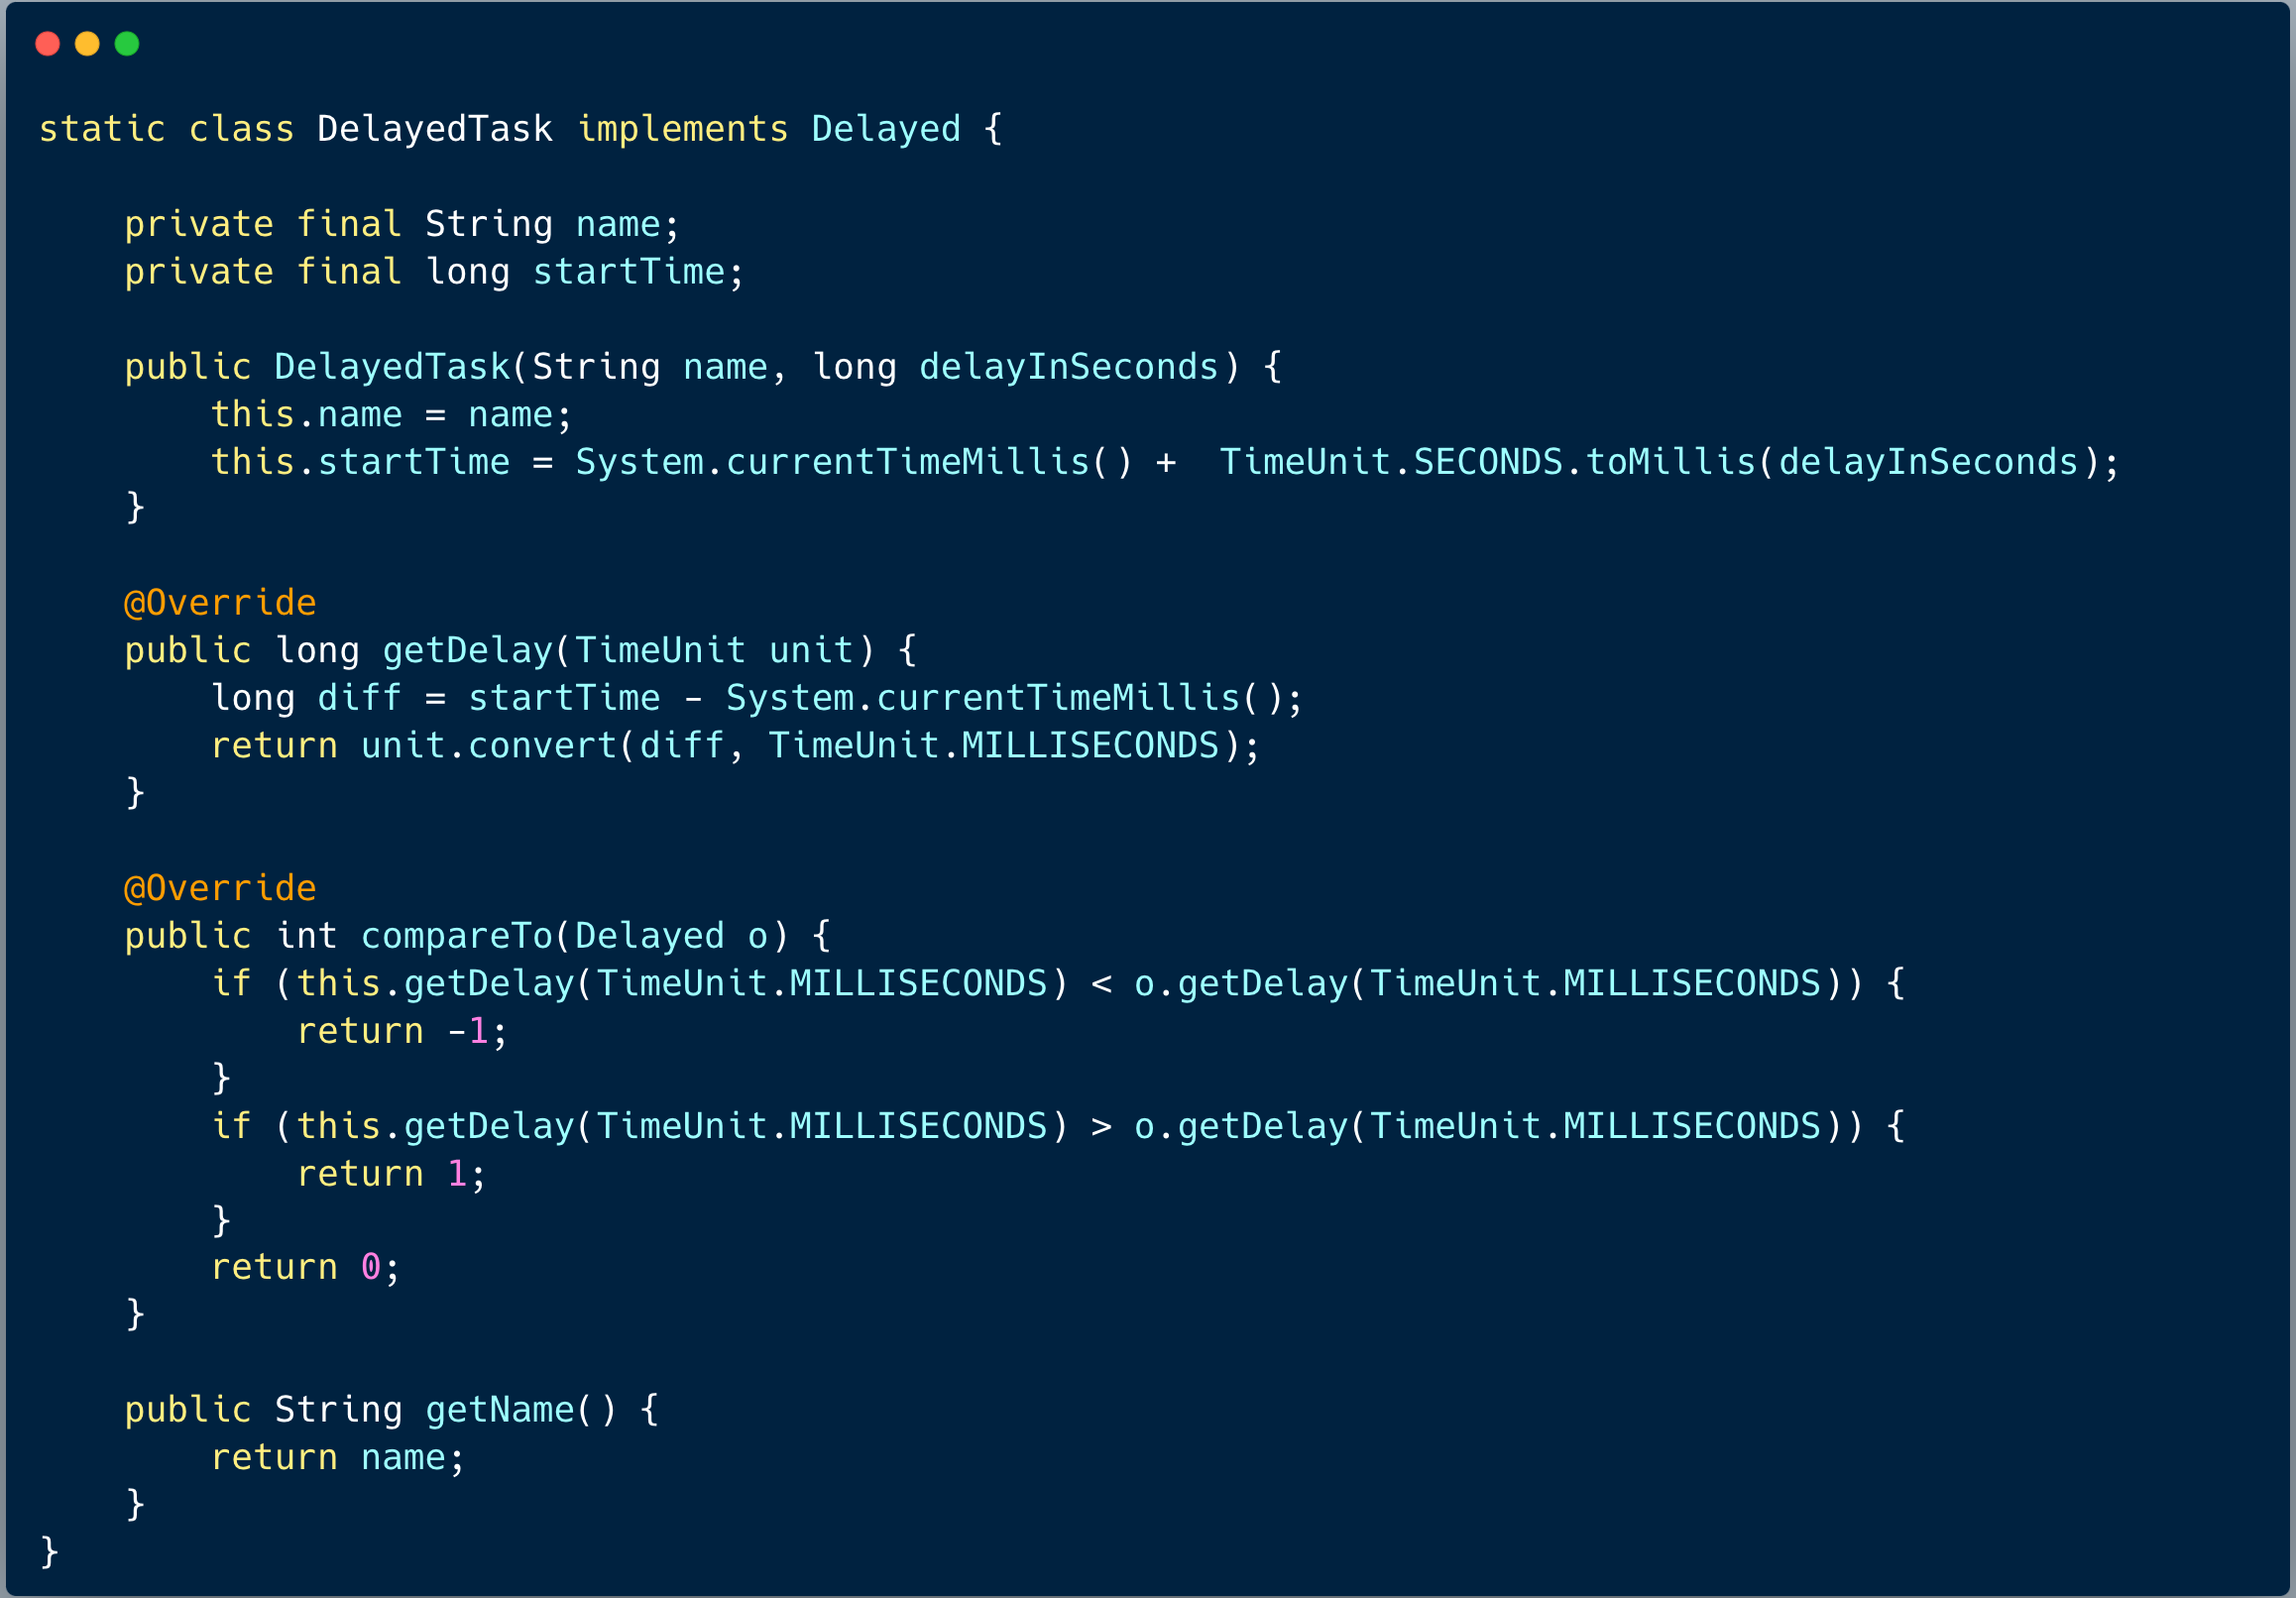 static class DelayedTask implements Delayed {
private final String name;
private final long startTime;
public DelayedTask(String name, long delayInSeconds) {
this.name = name;
this.startTime = System.currentTimeMillis() +  TimeUnit.SECONDS.toMillis(delayInSeconds);
}
@Override
public long getDelay(TimeUnit unit) {
long diff = startTime - System.currentTimeMillis();
return unit.convert(diff, TimeUnit.MILLISECONDS);
}
@Override
public int compareTo(Delayed o) {
if (this.getDelay(TimeUnit.MILLISECONDS) < o.getDelay(TimeUnit.MILLISECONDS)) {
return -1;
}
if (this.getDelay(TimeUnit.MILLISECONDS) > o.getDelay(TimeUnit.MILLISECONDS)) {
return 1;
}
return 0;
}
public String getName() {
return name;
}
}